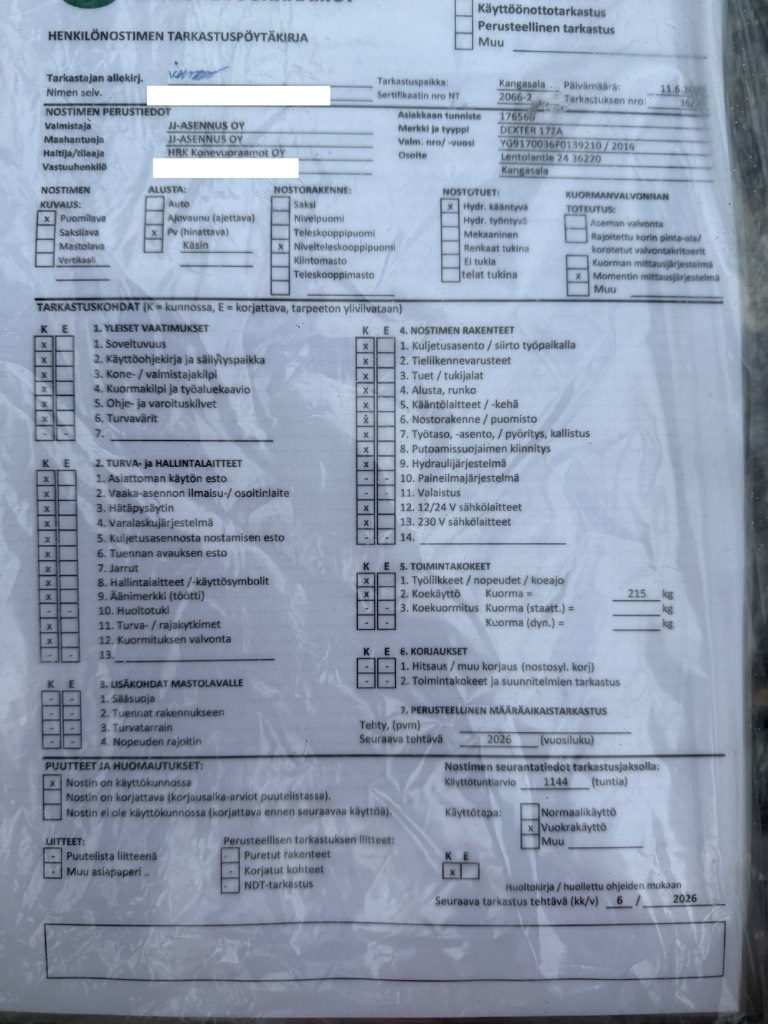 Käyttöönottotarkastus
Perusteellinen tarkastus
Muu
HENKILÖNOSTIMEN TARKASTUSPÖYTÄKIRJA
Tarkastajan allekirj.
Nimen selv.
Tarkastuspaikka: Kangasala Päivämäärä: 11.6.
Sertifikaatin nro NT 2066-2 Tarkastuksen nro:
NOSTIMEN PERUSTIEDOT
Valmistaja JJ-ASENNUS OY
Maahantuoja JJ-ASENNUS OY
Haltija/tilaaja HRK Konevuoraamot OY
Vastuuhenkilö
Asiakkaan tunniste 176560
Merkki ja tyyppi DEXTER 17ZA
Valm. nro/ -vuosi YG9170036F0139210 / 2016
Osoite Lentolantie 24 36220
Kangasala
NOSTIMEN KUVAUS:
x Puomilava
Saksilava
Mastolava
Vertikaali
ALUSTA:
Auto
Ajovaunu (ajettava)
x Pv (hinattava)
Käsin
NOSTORAKENNE:
Saksi
Nivelpuomi
Teleskooppipuomi
x Nivelteleskooppipuomi
Kiintomasto
Teleskooppimasto
NOSTOTUET:
x Hydr. kääntyvä
Hydr. työntyvä
Mekaaninen
Renkaat tukina
Ei tukia
telat tukina
KUORMANVALVONNAN
TOTEUTUS:
Aseman valvonta
Rajoitettu korin pinta-ala/
korotetut valvontakriteerit
Kuorman mittausjärjestelmä
x Momentin mittausjärjestelmä
Muu
TARKASTUSKOHDAT (K = kunnossa, E = korjattava, tarpeeton yliviivataan)
K E 1. YLEISET VAATIMUKSET
x 1. Soveltuvuus
x 2. Käyttöohjekirja ja säilytyspaikka
x 3. Kone- / valmistajakilpi
x 4. Kuormakilpi ja työaluekaavio
x 5. Ohje- ja varoituskilvet
x 6. Turvavärit
- - 7.
K E 2. TURVA- ja HALLINTALAITTEET
x 1. Asiattoman käytön esto
x 2. Vaaka-asennon ilmaisu-/ osoitinlaite
x 3. Hätäpysäytin
x 4. Varalaskujärjestelmä
x 5. Kuljetusasennosta nostamisen esto
x 6. Tuennan avauksen esto
x 7. Jarrut
x 8. Hallintalaitteet /-käyttösymbolit
x 9. Äänimerkki (töötti)
- - 10. Huoltotuki
x 11. Turva- / rajakytkimet
x 12. Kuormituksen valvonta
- - 13.
K E 3. LISÄKOHDAT MASTOLAVALLE
- - 1. Sääsuoja
- - 2. Tuennat rakennukseen
- - 3. Turvatarrain
- - 4. Nopeuden rajoitin
K E 4. NOSTIMEN RAKENTEET
x 1. Kuljetusasento / siirto työpaikalla
x 2. Tieliikennevarusteet
x 3. Tuet / tukijalat
x 4. Alusta, runko
x 5. Kääntölaitteet / -kehä
x 6. Nostorakenne / puomisto
x 7. Työtaso, -asento, / pyöritys, kallistus
x 8. Putoamissuojaimen kiinnitys
x 9. Hydraulijärjestelmä
- - 10. Paineilmajärjestelmä
- - 11. Valaistus
x 12. 12/24 V sähkölaitteet
x 13. 230 V sähkölaitteet
- - 14.
K E 5. TOIMINTAKOKEET
x 1. Työliikkeet / nopeudet / koeajo
x 2. Koekäyttö Kuorma = 215 kg
- - 3. Koekuormitus Kuorma (staatt.) = kg
- - Kuorma (dyn.) = kg
K E 6. KORJAUKSET
- - 1. Hitsaus / muu korjaus (nostosyl. korj)
- - 2. Toimintakokeet ja suunnitelmien tarkastus
7. PERUSTEELLINEN MÄÄRÄAIKAISTARKASTUS
Tehty, (pvm)
Seuraava tehtävä 2026 (vuosiluku)
PUUTTEET JA HUOMAUTUKSET:
x Nostin on käyttökunnossa
Nostin on korjattava (korjausaika-arviot puutelistassa).
Nostin ei ole käyttökunnossa (korjattava ennen seuraavaa käyttöä).
Nostimen seurantatiedot tarkastusjaksolla:
Käyttötuntiarvio 1144 (tuntia)
Käyttötapa: Normaalikäyttö
x Vuokrakäyttö
Muu
LIITTEET:
- Puutelista liitteenä
- Muu asiapaperi ..
Perusteellisen tarkastuksen liitteet:
- Puretut rakenteet
- Korjatut kohteet
- NDT-tarkastus
K E
x
Huoltokirja / huollettu ohjeiden mukaan
Seuraava tarkastus tehtävä (kk/v) 6 / 2026